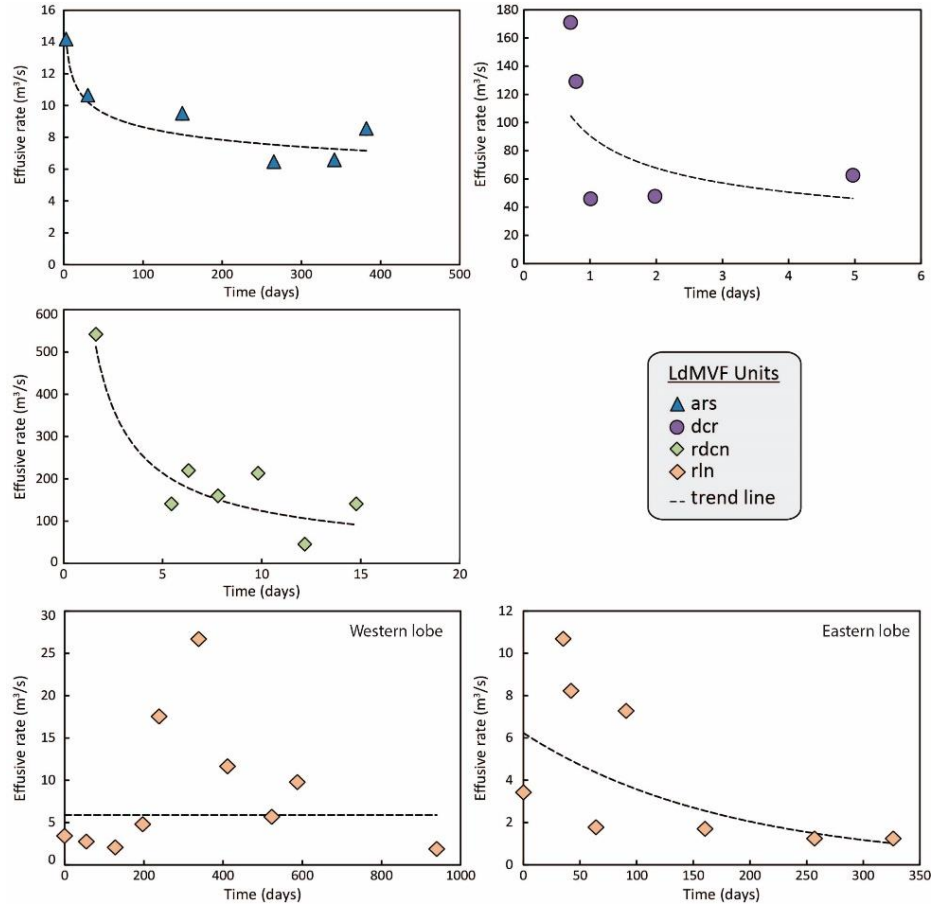 16
14
12
10
8
6
4
2
0
Effusive rate (m³/s)
0 100 200 300 400 500
Time (days)
180
160
140
120
100
80
60
40
20
0
Effusive rate (m³/s)
0 1 2 3 4 5 6
Time (days)
600
500
400
300
200
100
0
Effusive rate (m³/s)
0 5 10 15 20
Time (days)
LdMVF Units
ars
dcr
rdcn
rln
trend line
Western lobe
30
25
20
15
10
5
0
Effusive rate (m³/s)
0 200 400 600 800 1000
Time (days)
Eastern lobe
12
10
8
6
4
2
0
Effusive rate (m³/s)
0 50 100 150 200 250 300 350
Time (days)